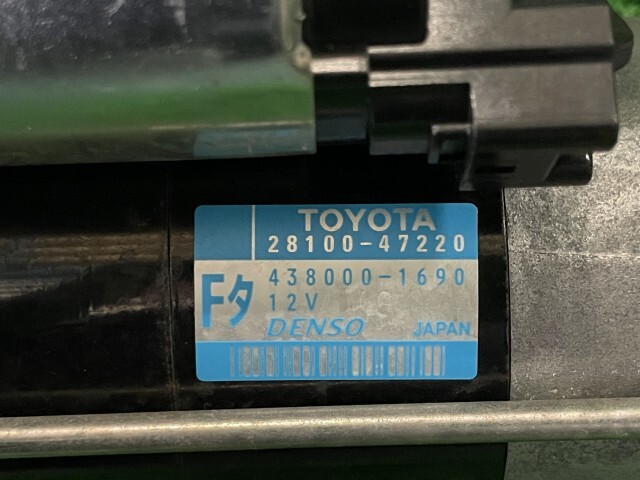 TOYOTA
28100-47220
438000-1690
Fタ
12V
DENSO JAPAN